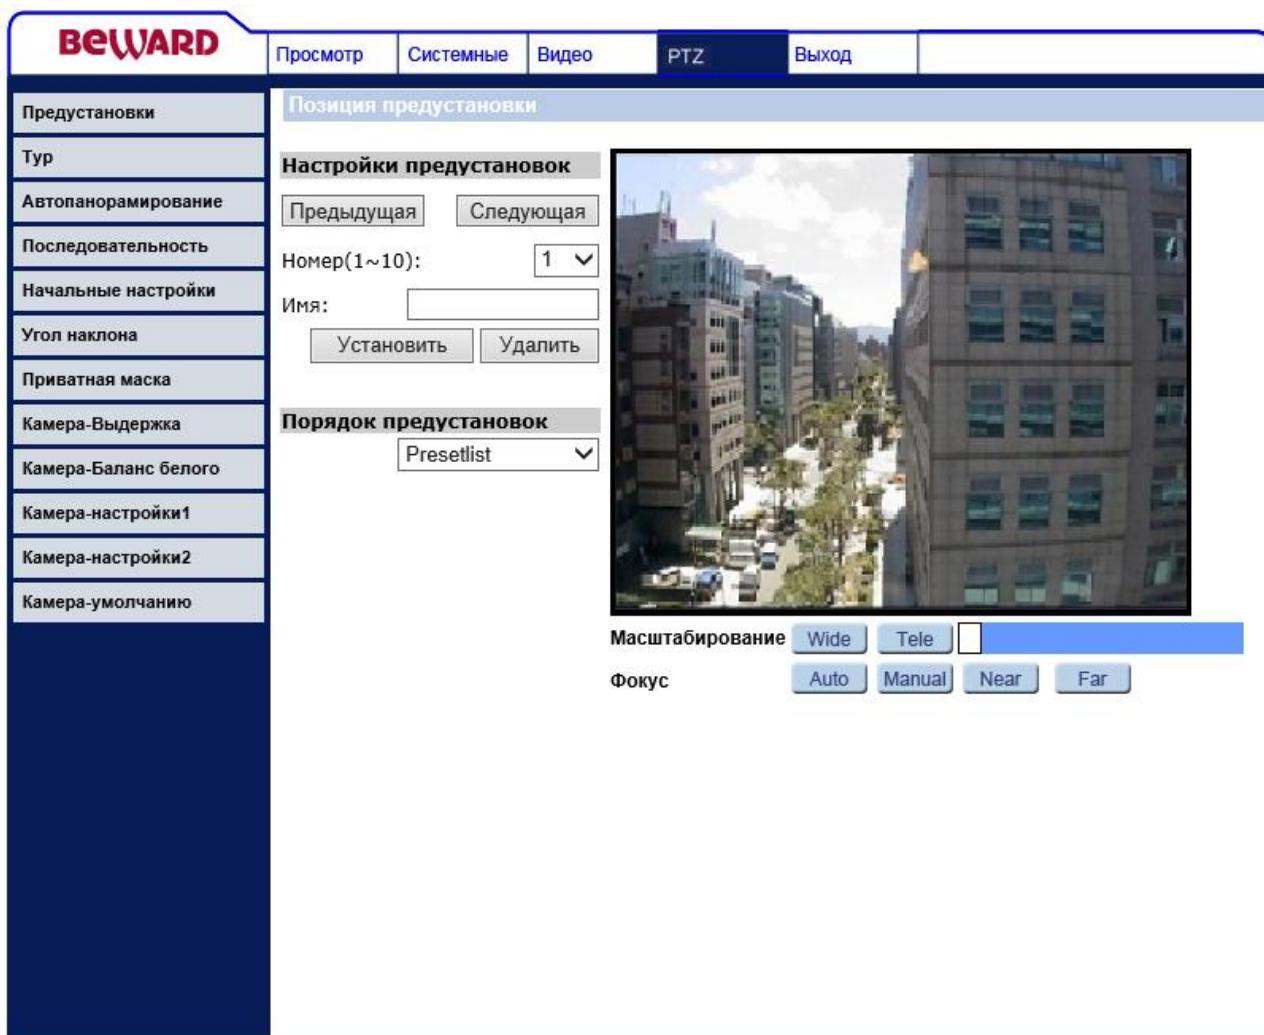 BEWARD
Просмотр Системные Видео PTZ Выход
Предустановки
Тур
Автопанорамирование
Последовательность
Начальные настройки
Угол наклона
Приватная маска
Камера-Выдержка
Камера-Баланс белого
Камера-настройки1
Камера-настройки2
Камера-умолчанию
Позиция предустановки
Настройки предустановок
Предыдущая Следующая
Номер(1~10): 1
Имя:
Установить Удалить
Порядок предустановок
Presetlist
Масштабирование Wide Tele
Фокус Auto Manual Near Far